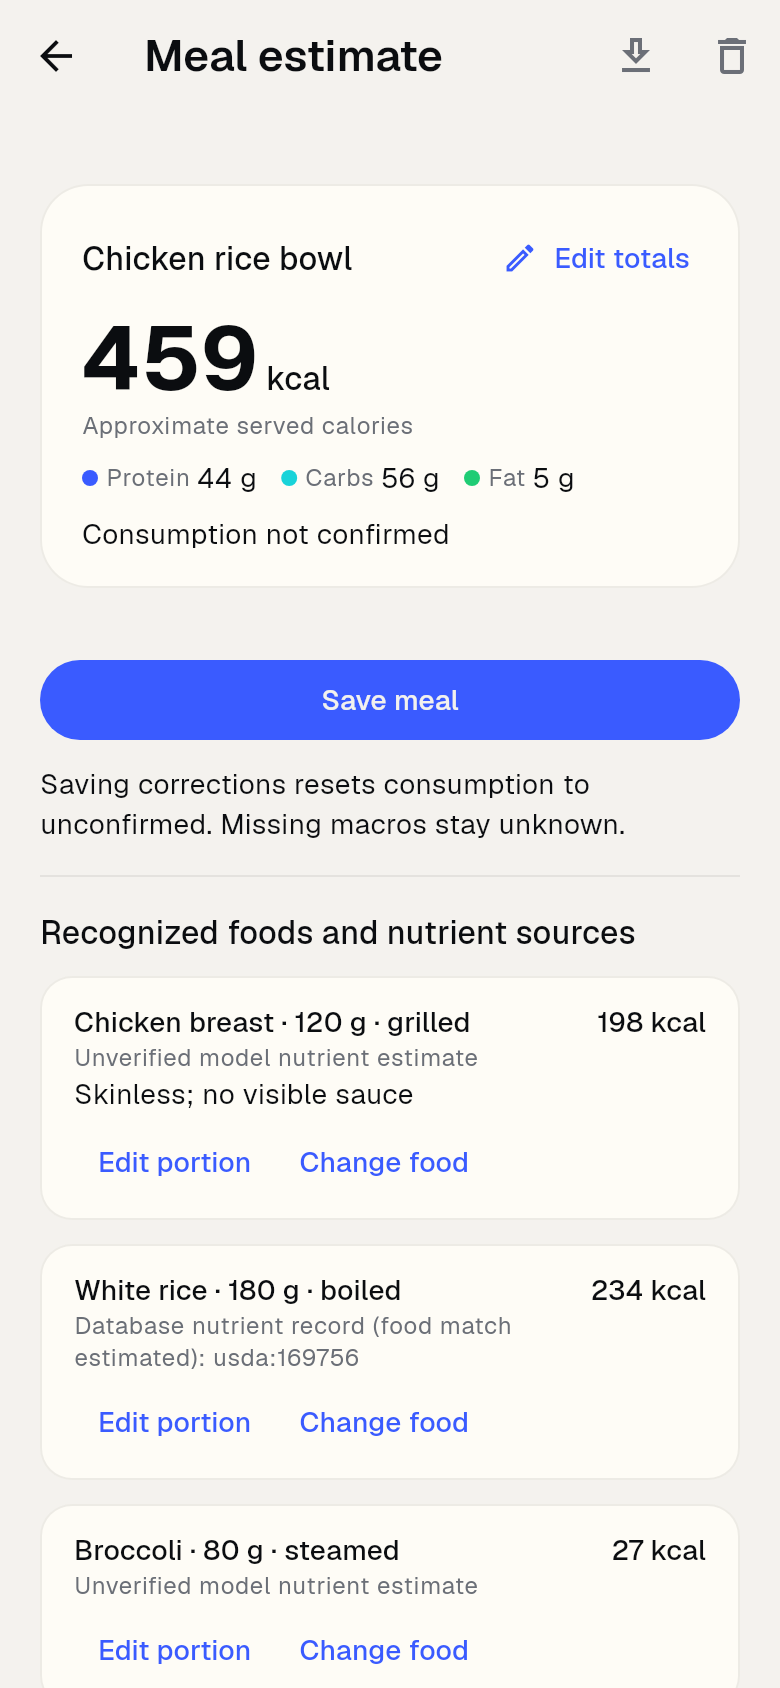 Meal estimate
Chicken rice bowl
Edit totals
459 kcal
Approximate served calories
Protein 44 g Carbs 56 g Fat 5 g
Consumption not confirmed
Save meal
Saving corrections resets consumption to
unconfirmed. Missing macros stay unknown.
Recognized foods and nutrient sources
Chicken breast · 120 g · grilled 198 kcal
Unverified model nutrient estimate
Skinless; no visible sauce
Edit portion Change food
White rice · 180 g · boiled 234 kcal
Database nutrient record (food match
estimated): usda:169756
Edit portion Change food
Broccoli · 80 g · steamed 27 kcal
Unverified model nutrient estimate
Edit portion Change food